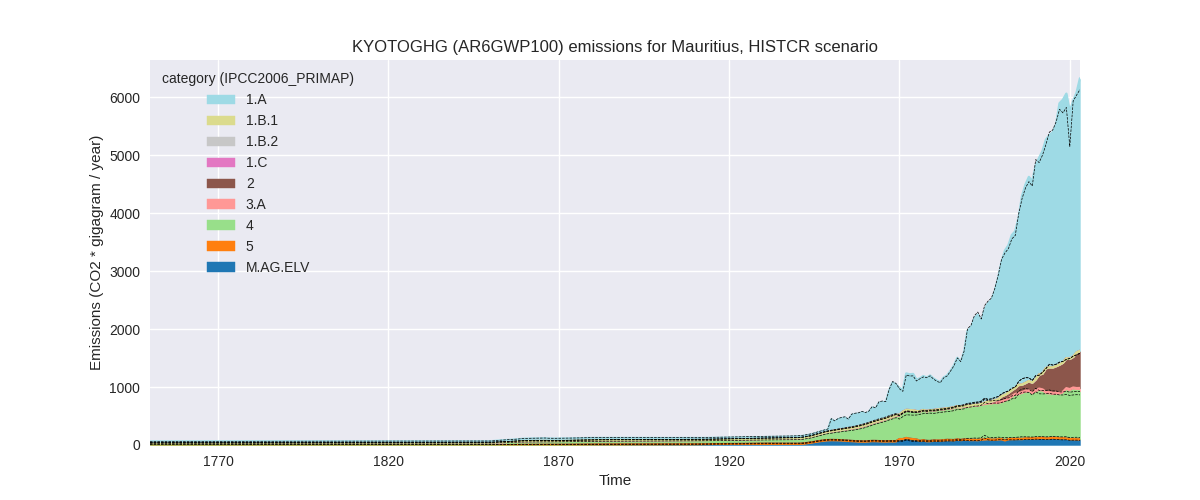 KYOTOGHG (AR6GWP100) emissions for Mauritius, HISTCR scenario
category (IPCC2006_PRIMAP)
1.A
1.B.1
1.B.2
1.C
2
3.A
4
5
M.AG.ELV
Emissions (CO2 * gigagram / year)
6000
5000
4000
3000
2000
1000
0
1770
1820
1870
1920
1970
2020
Time